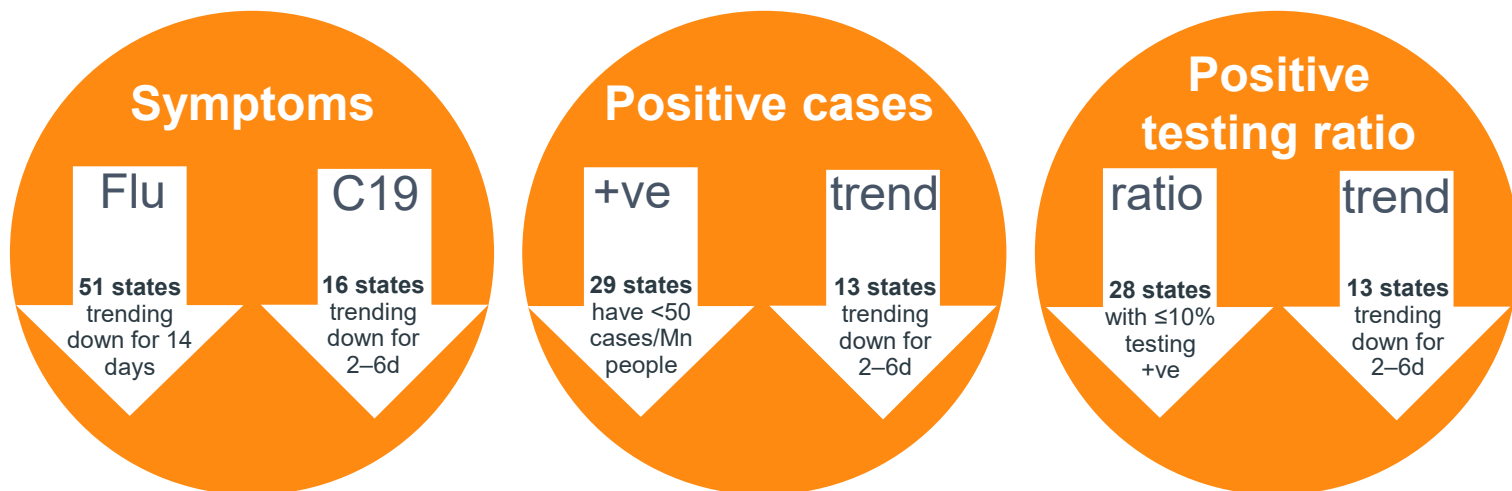 Symptoms
Flu
51 states
trending
down for 14
days
C19
16 states
trending
down for
2–6d
Positive cases
+ve
29 states
have <50
cases/Mn
people
trend
13 states
trending
down for
2–6d
Positive
testing ratio
ratio
28 states
with ≤10%
testing
+ve
trend
13 states
trending
down for
2–6d